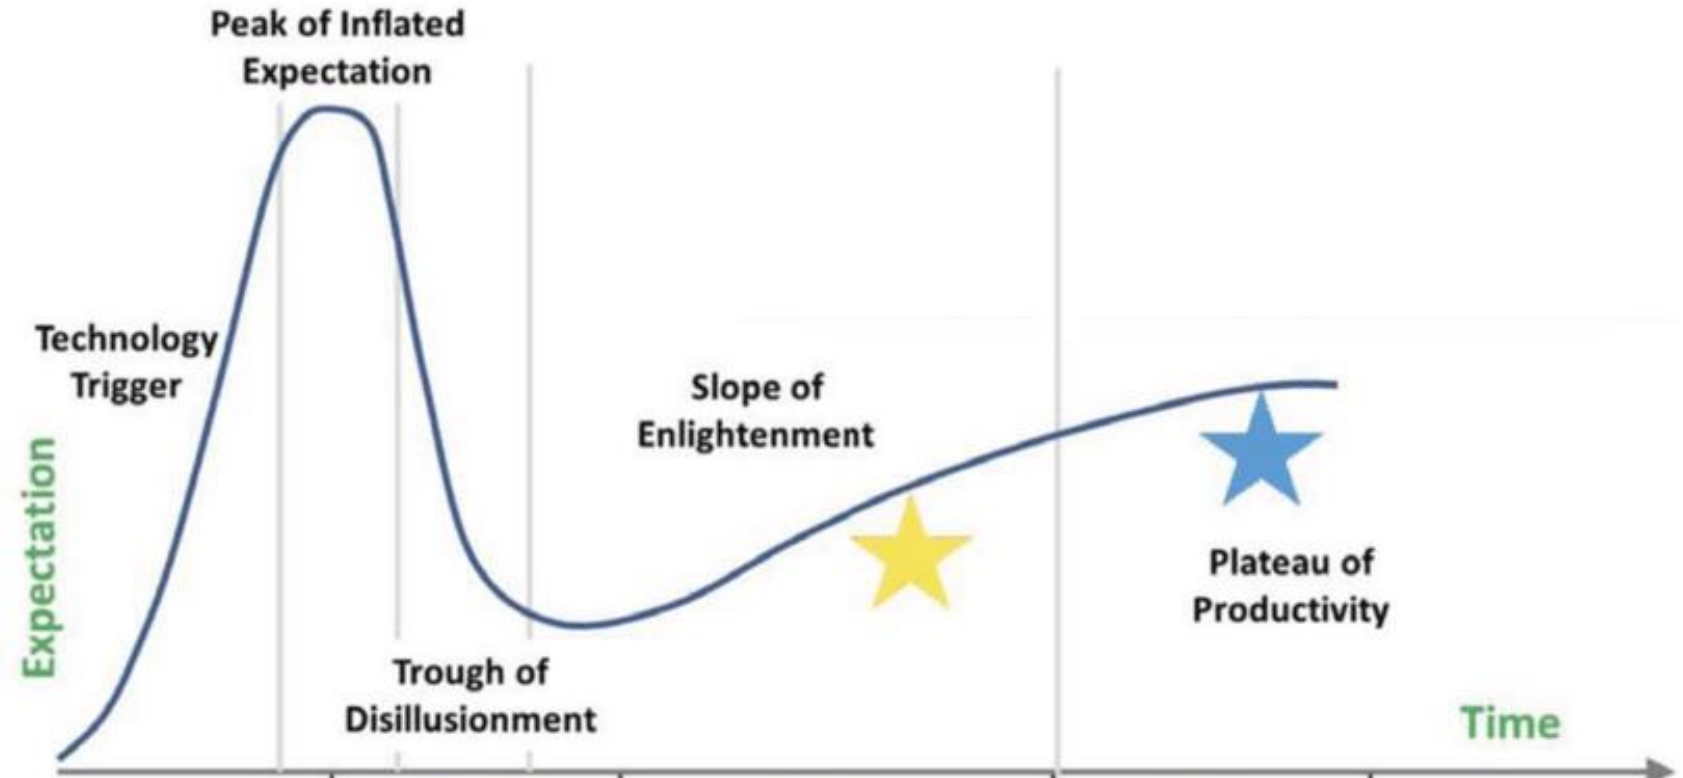 Peak of Inflated
Expectation
Technology
Trigger
Slope of
Enlightenment
Expectation
Plateau of
Productivity
Trough of
Disillusionment
Time